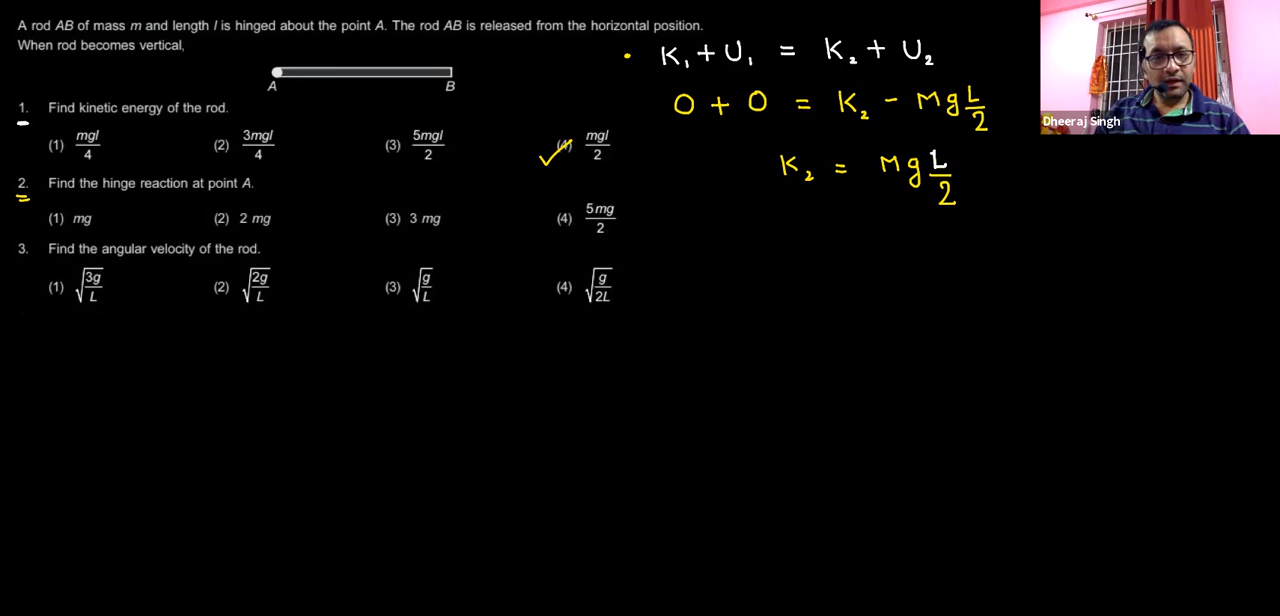 A rod AB of mass m and length l is hinged about the point A. The rod AB is released from the horizontal position.
When rod becomes vertical,
A B
1. Find kinetic energy of the rod.
(1) mgl/4 (2) 3mgl/4 (3) 5mgl/2 (4) mgl/2
2. Find the hinge reaction at point A.
(1) mg (2) 2 mg (3) 3 mg (4) 5mg/2
3. Find the angular velocity of the rod.
(1) √(3g/L) (2) √(2g/L) (3) √(g/L) (4) √(g/2L)
K₁ + U₁ = K₂ + U₂
0 + 0 = K₂ - Mg L/2
K₂ = Mg L/2
Dheeraj Singh